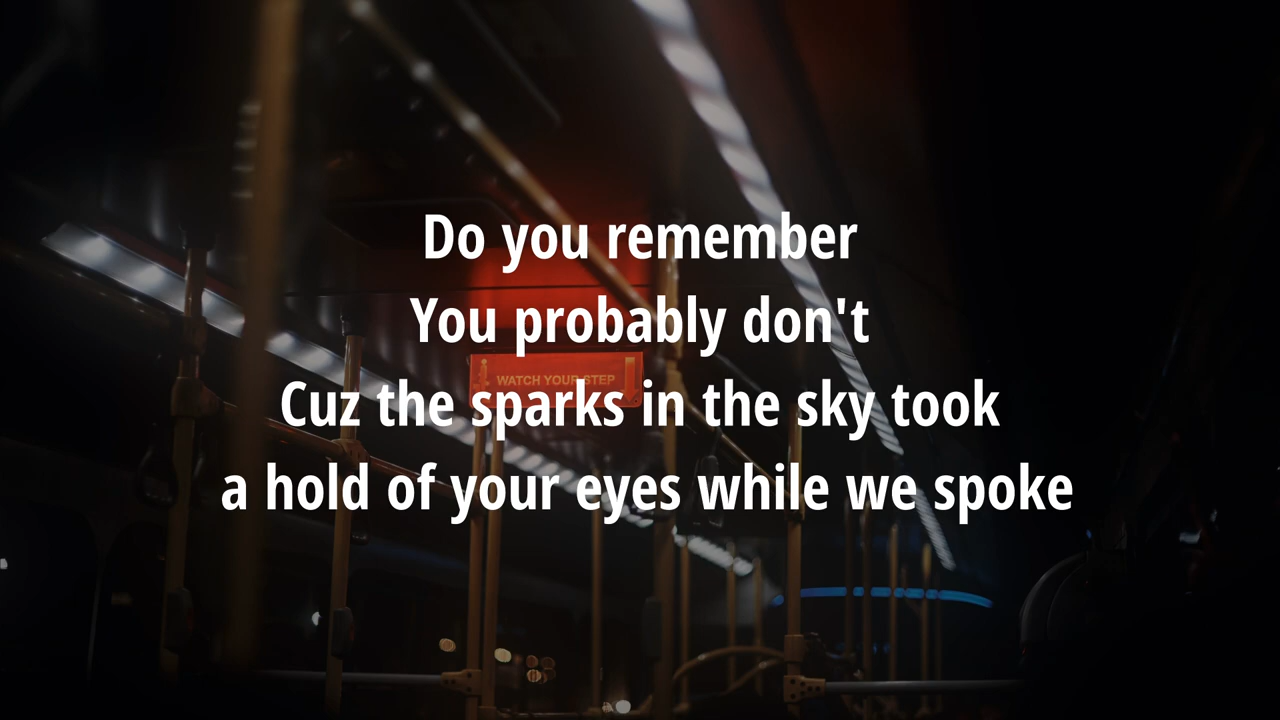 Do you remember
You probably don't
WATCH YOUR STEP
Cuz the sparks in the sky took
a hold of your eyes while we spoke